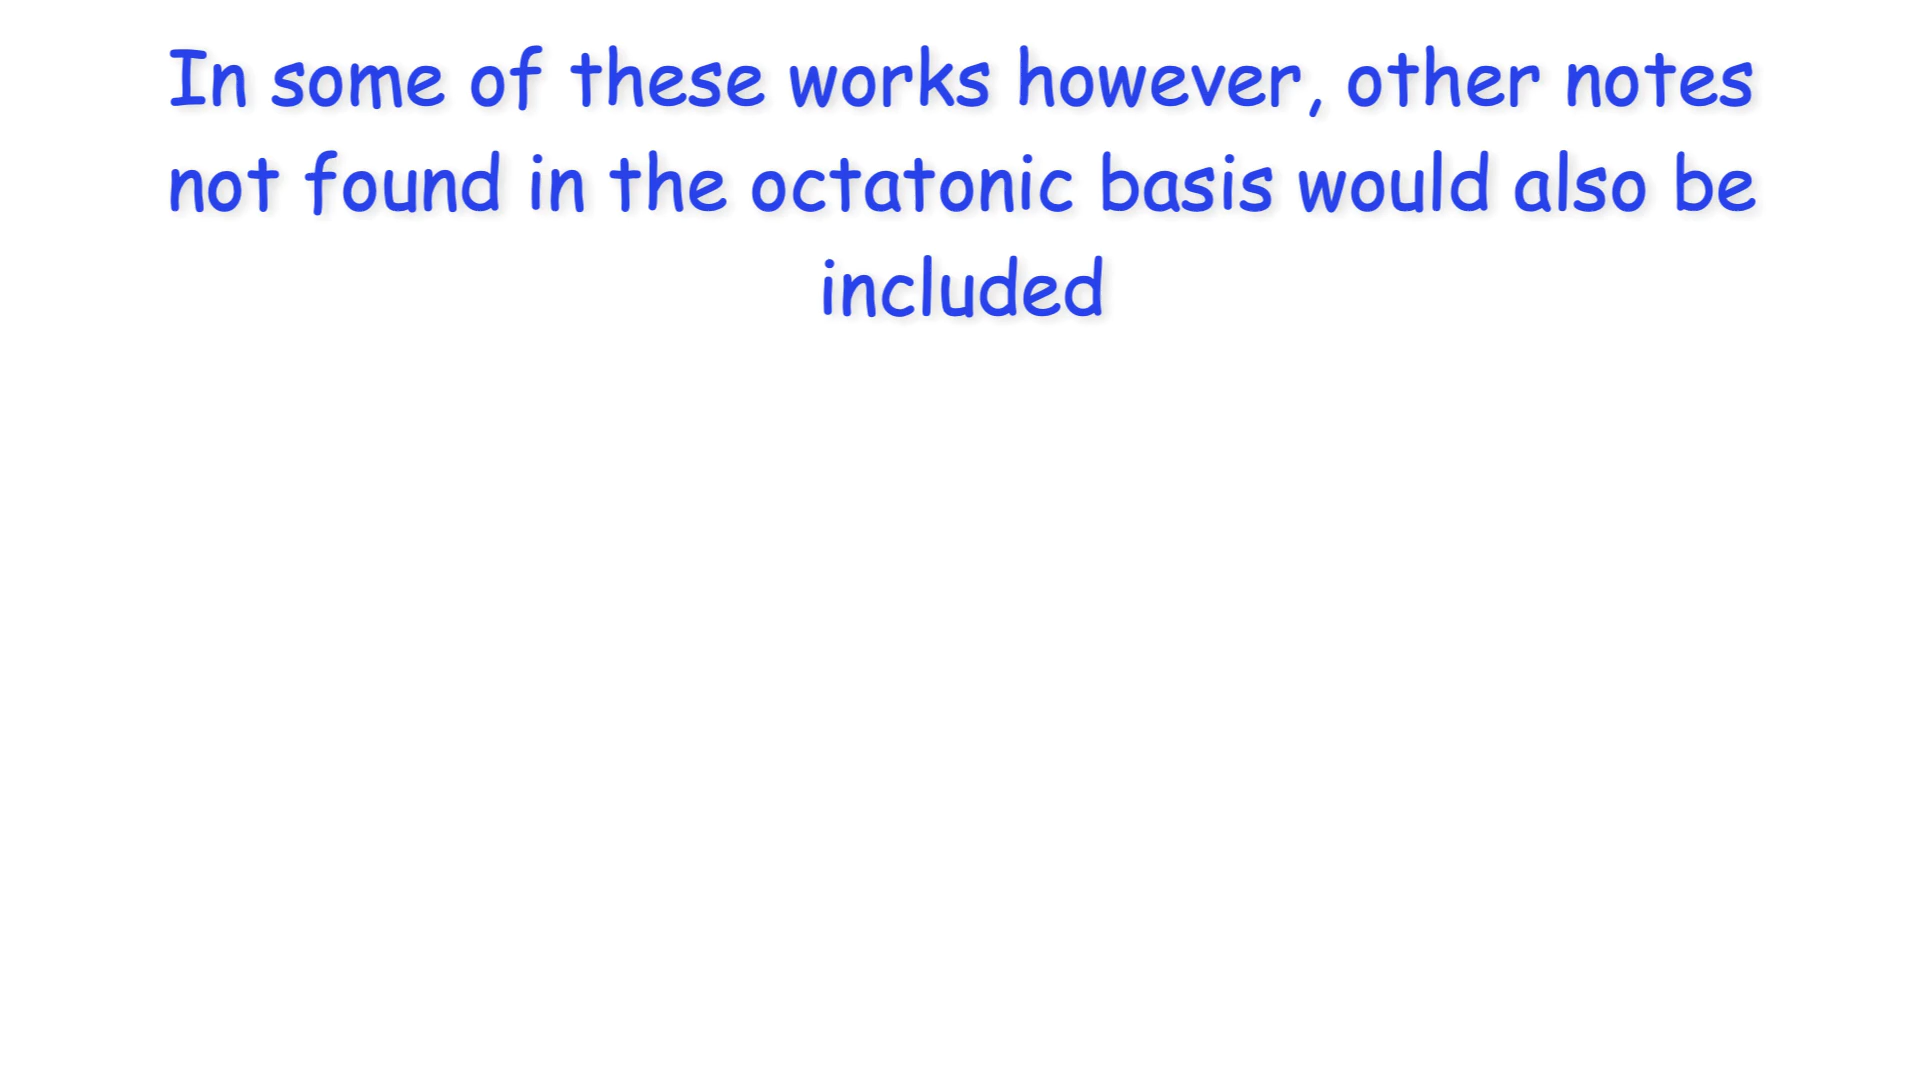 In some of these works however, other notes
not found in the octatonic basis would also be
included